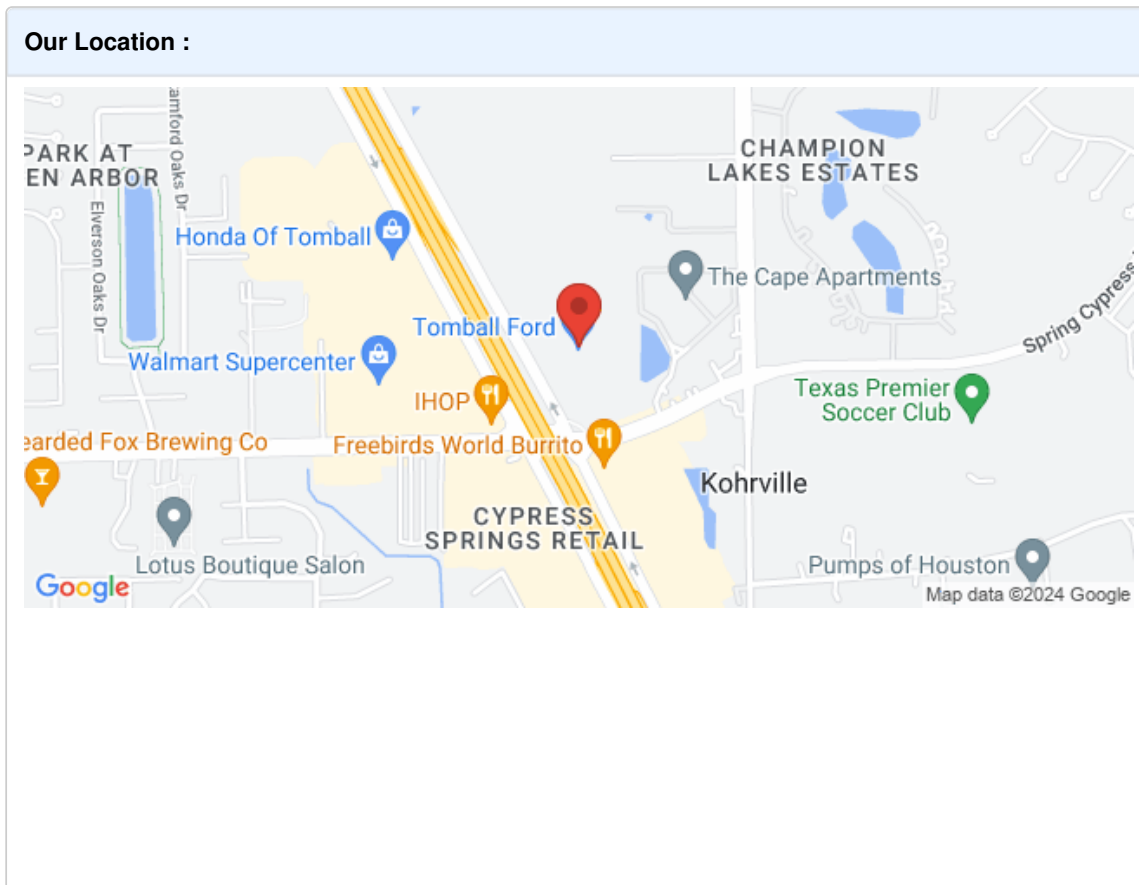 Our Location :
PARK AT
EN ARBOR
amford Oaks Dr
Elverson Oaks Dr
Honda Of Tomball
CHAMPION
LAKES ESTATES
The Cape Apartments
Tomball Ford
Walmart Supercenter
Spring Cypress
IHOP
Texas Premier
Soccer Club
earded Fox Brewing Co
Freebirds World Burrito
Kohrville
CYPRESS
SPRINGS RETAIL
Lotus Boutique Salon
Pumps of Houston
Google
Map data ©2024 Google